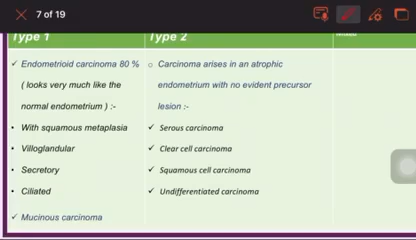 7 of 19
Type 1
Type 2
✓ Endometrioid carcinoma 80 %
( looks very much like the
normal endometrium ) :-
• With squamous metaplasia
• Villoglandular
• Secretory
• Ciliated
✓ Mucinous carcinoma
o Carcinoma arises in an atrophic
endometrium with no evident precursor
lesion :-
✓ Serous carcinoma
✓ Clear cell carcinoma
✓ Squamous cell carcinoma
✓ Undifferentiated carcinoma